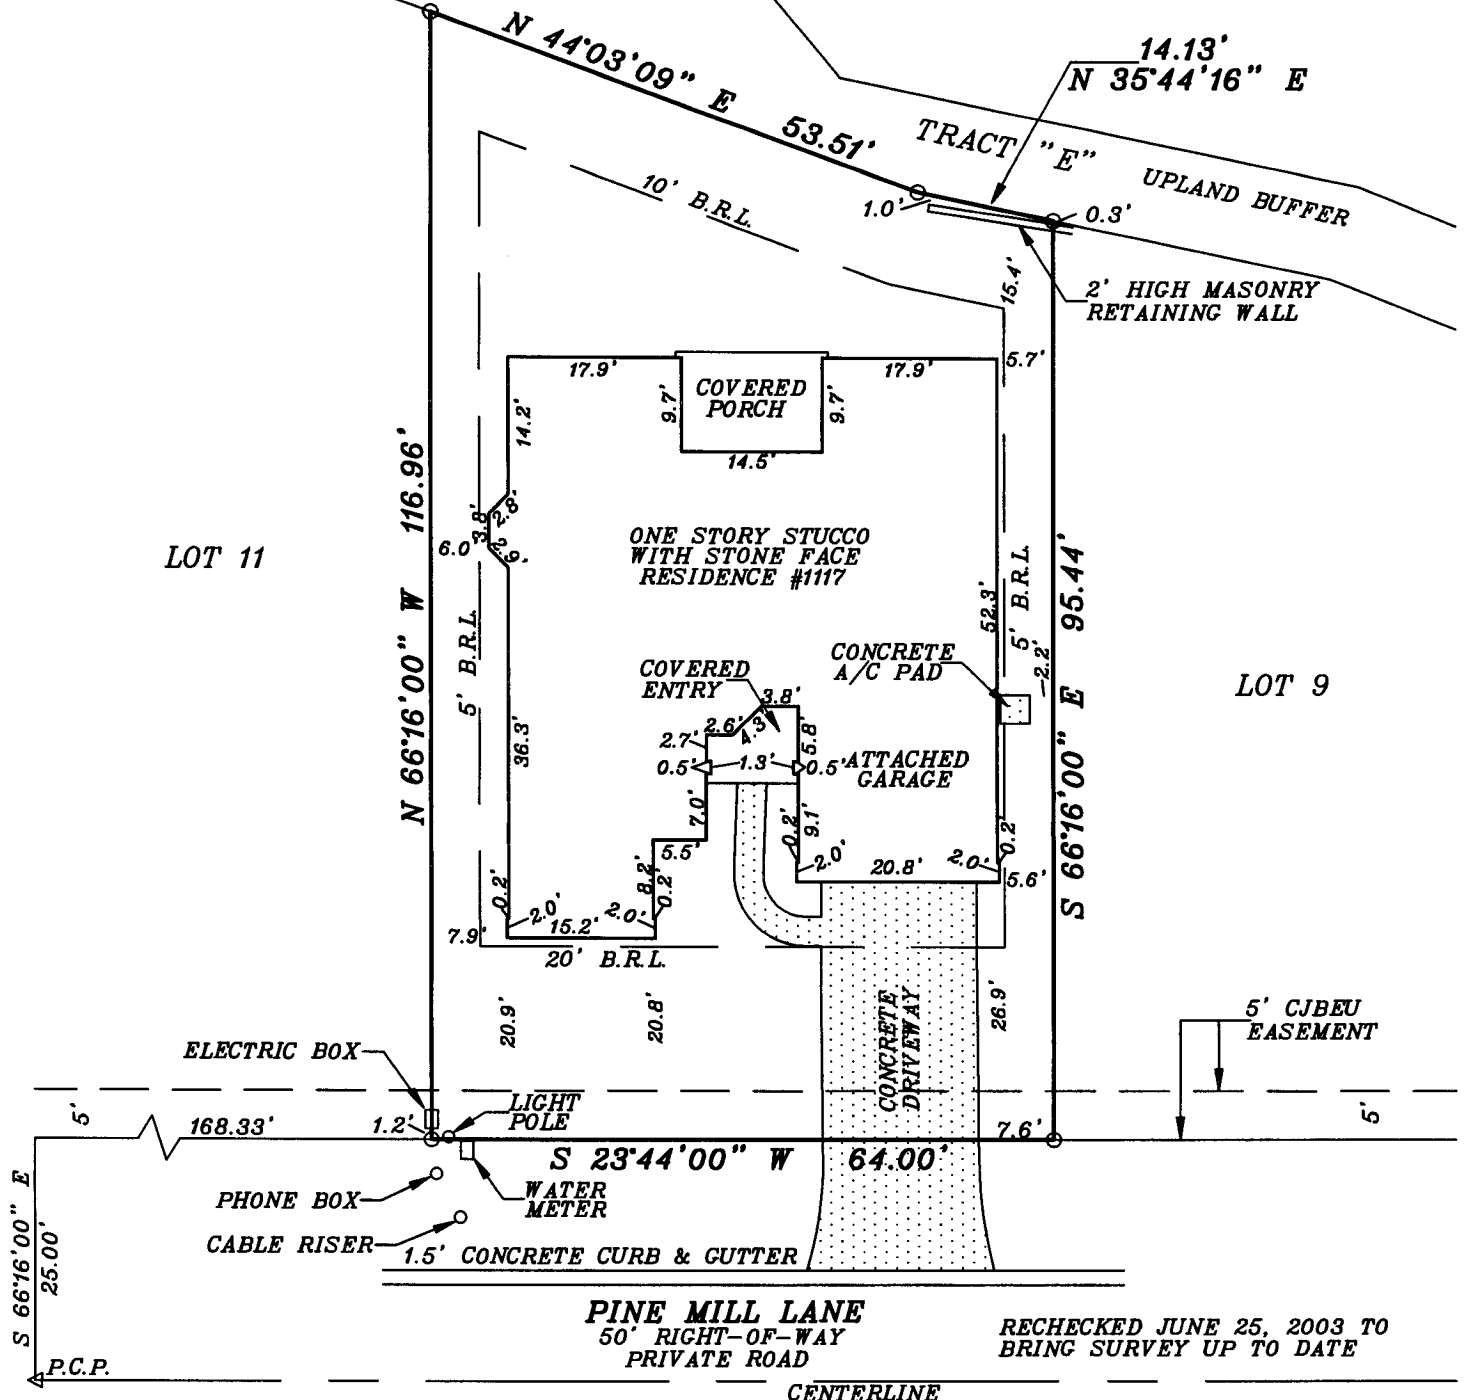 N 44°03'09" E 53.51'
14.13'
N 35°44'16" E
TRACT "E"
UPLAND BUFFER
10' B.R.L.
1.0'
0.3'
15.4'
2' HIGH MASONRY
RETAINING WALL
17.9'
COVERED
PORCH
9.7'
9.7'
14.5'
17.9'
5.7'
14.2'
2.8'
3.8'
2.9'
6.0'
N 66°16'00" W 116.96'
LOT 11
ONE STORY STUCCO
WITH STONE FACE
RESIDENCE #1117
52.3'
5' B.R.L.
S 66°16'00" E 95.44'
2.2'
CONCRETE
A/C PAD
LOT 9
5' B.R.L.
36.3'
COVERED
ENTRY
3.8'
2.6'
4.3'
2.7'
5.8'
0.5'
1.3'
0.5'
ATTACHED
GARAGE
7.0'
9.1'
0.2'
0.2'
5.5'
2.0'
20.8'
2.0'
5.6'
8.2'
0.2'
0.2'
2.0'
15.2'
2.0'
7.9'
20' B.R.L.
20.9'
20.8'
CONCRETE
DRIVEWAY
26.9'
5' CJBEU
EASEMENT
ELECTRIC BOX
LIGHT
POLE
5'
168.33'
1.2'
7.6'
5'
S 23°44'00" W 64.00'
WATER
METER
PHONE BOX
CABLE RISER
S 66°16'00" E
25.00'
1.5' CONCRETE CURB & GUTTER
PINE MILL LANE
50' RIGHT-OF-WAY
PRIVATE ROAD
RECHECKED JUNE 25, 2003 TO
BRING SURVEY UP TO DATE
P.C.P.
CENTERLINE